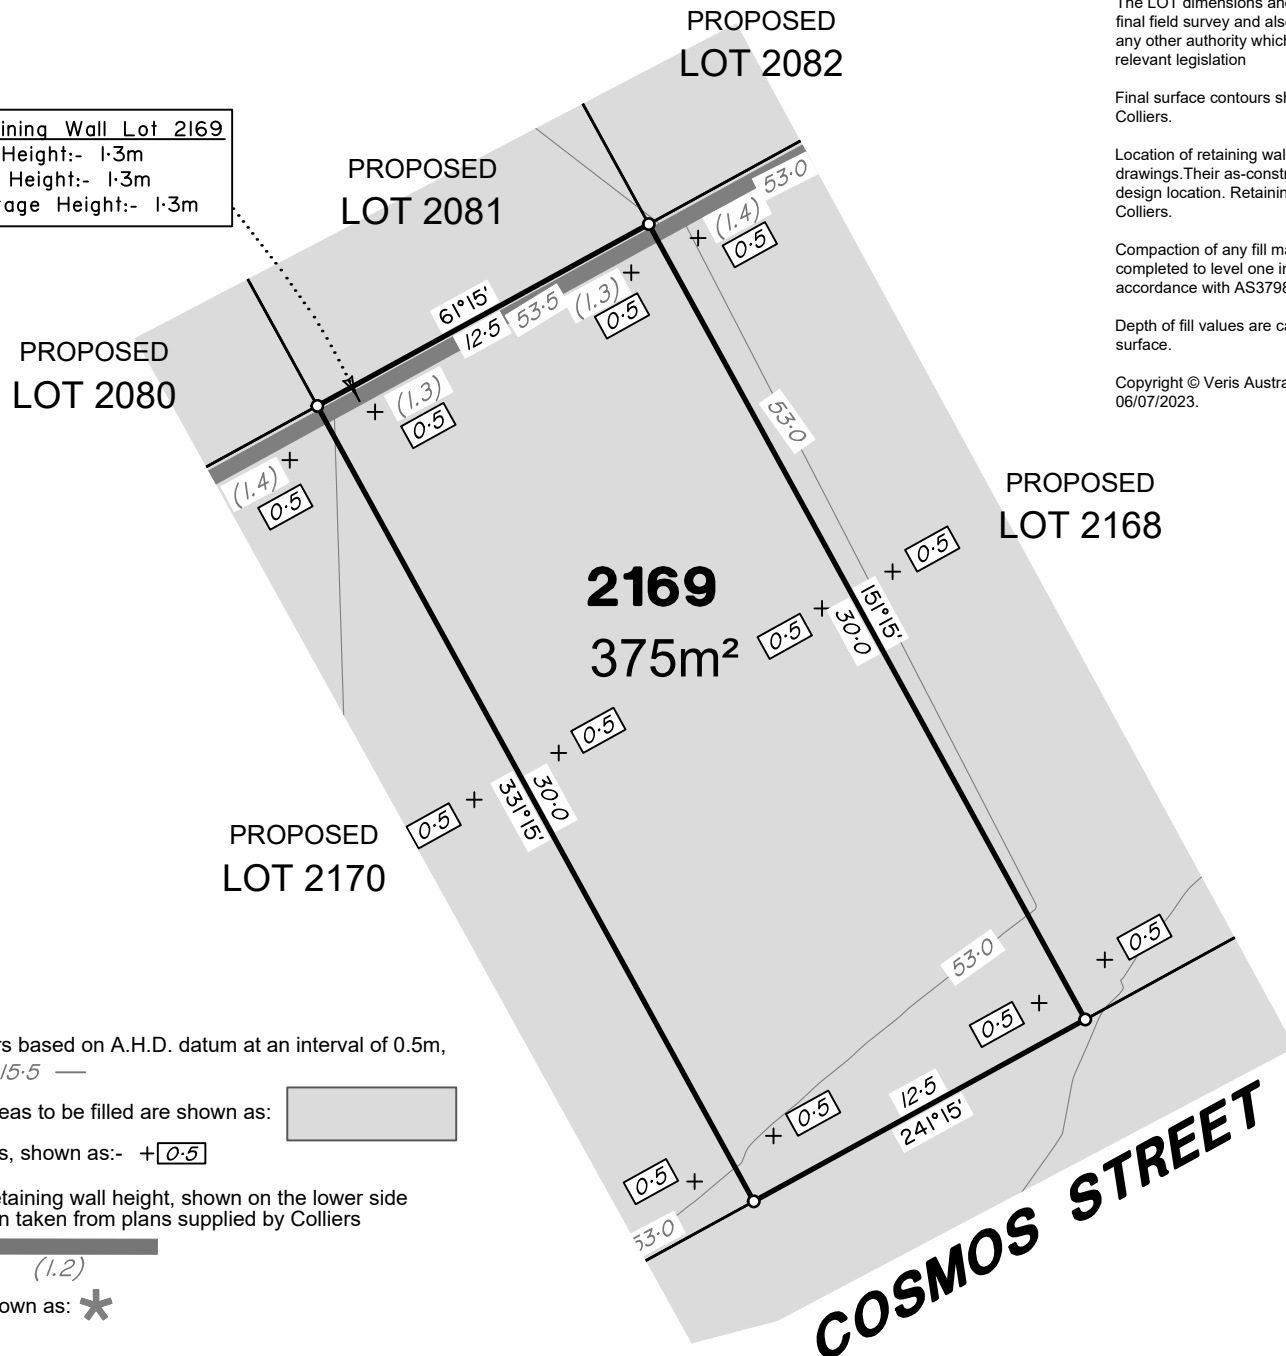 PROPOSED
LOT 2082
The LOT dimensions and
final field survey and also
any other authority which
relevant legislation
Final surface contours sh
Colliers.
Location of retaining wal
drawings.Their as-constr
design location. Retainin
Colliers.
Compaction of any fill ma
completed to level one in
accordance with AS3798
Depth of fill values are ca
surface.
Copyright © Veris Austra
06/07/2023.
ining Wall Lot 2169
Height:- 1·3m
Height:- 1·3m
age Height:- 1·3m
PROPOSED
LOT 2081
53·0
(1.4)
0·5
61°15'
12·5
53·5
(1.3)
0·5
PROPOSED
LOT 2080
(1.3)
0·5
53·0
(1.4)
0·5
PROPOSED
LOT 2168
0·5
2169
375m²
0·5
151°15'
30·0
0·5
30·0
331°15'
0·5
PROPOSED
LOT 2170
0·5
53·0
0·5
0·5
12·5
241°15'
0·5
53·0
COSMOS STREET
rs based on A.H.D. datum at an interval of 0.5m,
15·5
eas to be filled are shown as:
s, shown as:- + 0·5
etaining wall height, shown on the lower side
n taken from plans supplied by Colliers
(1.2)
own as: